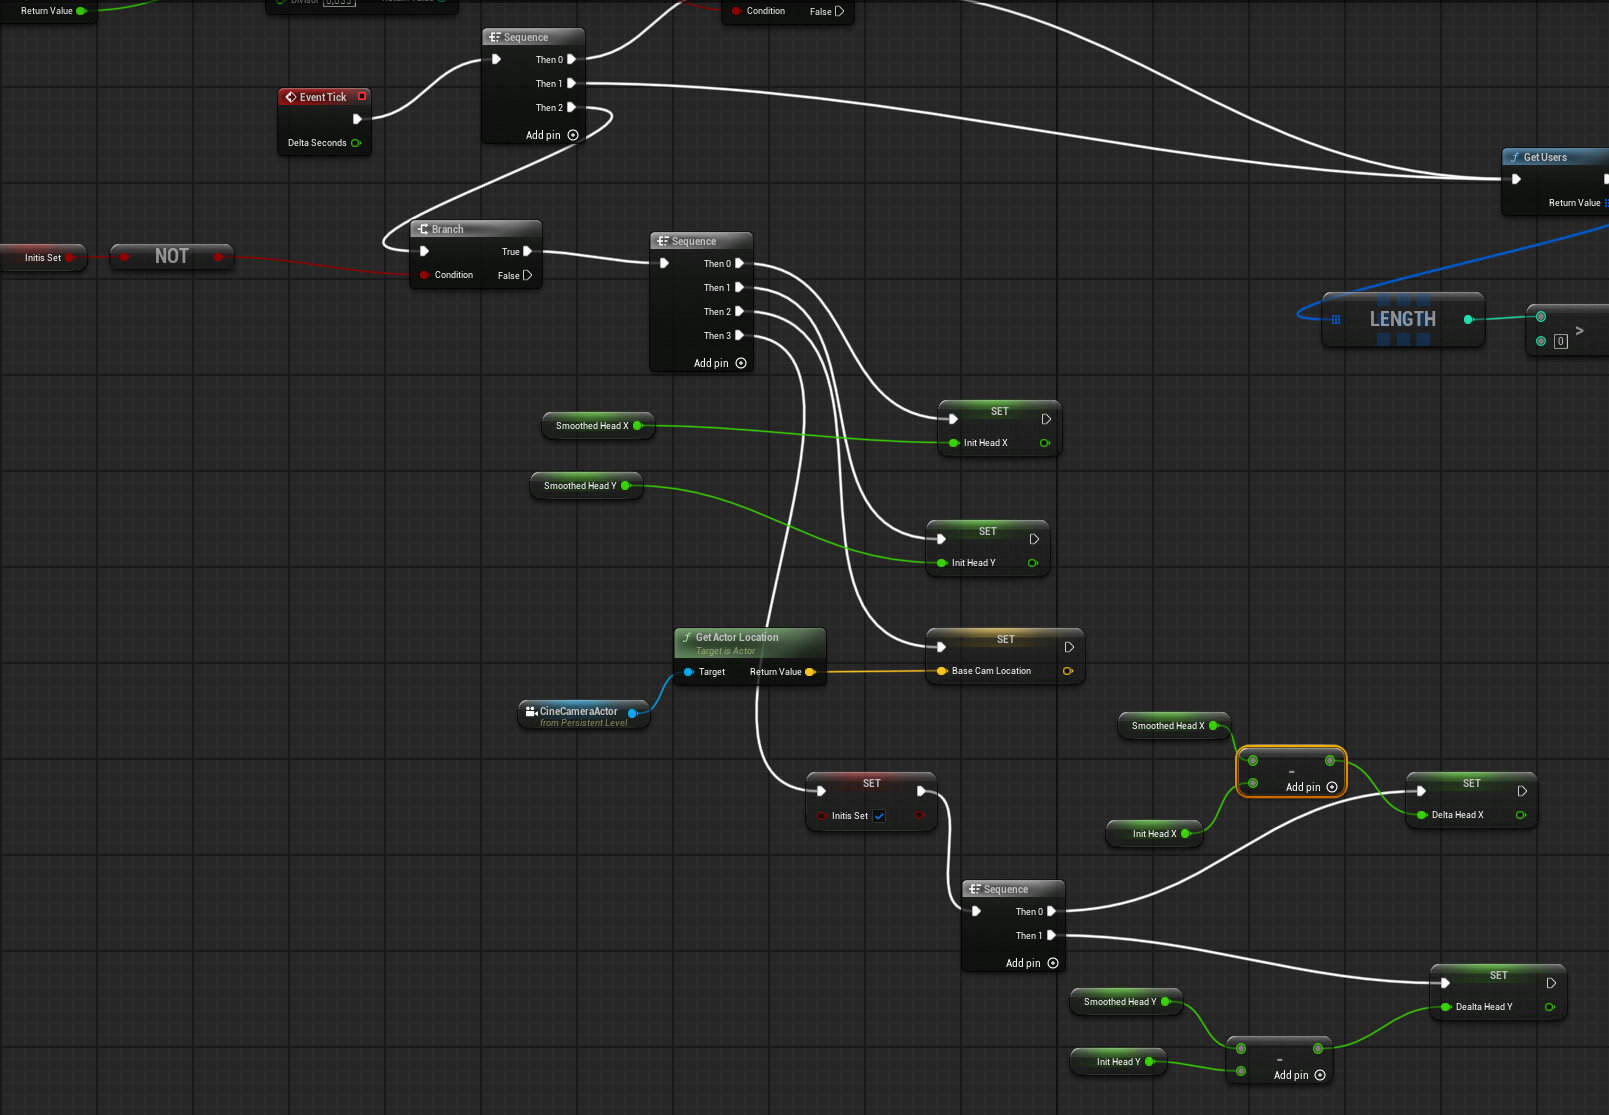 Return Value
Divisor 0,033
Return Value
Condition
False
Sequence
Then 0
Then 1
Then 2
Add pin
Event Tick
Delta Seconds
Get Users
Return Value
Initis Set
NOT
Branch
True
Condition
False
Sequence
Then 0
Then 1
Then 2
Then 3
Add pin
LENGTH
>
0
Smoothed Head X
SET
Init Head X
Smoothed Head Y
SET
Init Head Y
Get Actor Location
Target is Actor
Target
Return Value
SET
Base Cam Location
CineCameraActor
from Persistent Level
Smoothed Head X
-
Add pin
Init Head X
SET
Delta Head X
SET
Initis Set
Sequence
Then 0
Then 1
Add pin
Smoothed Head Y
Init Head Y
-
Add pin
SET
Dealta Head Y